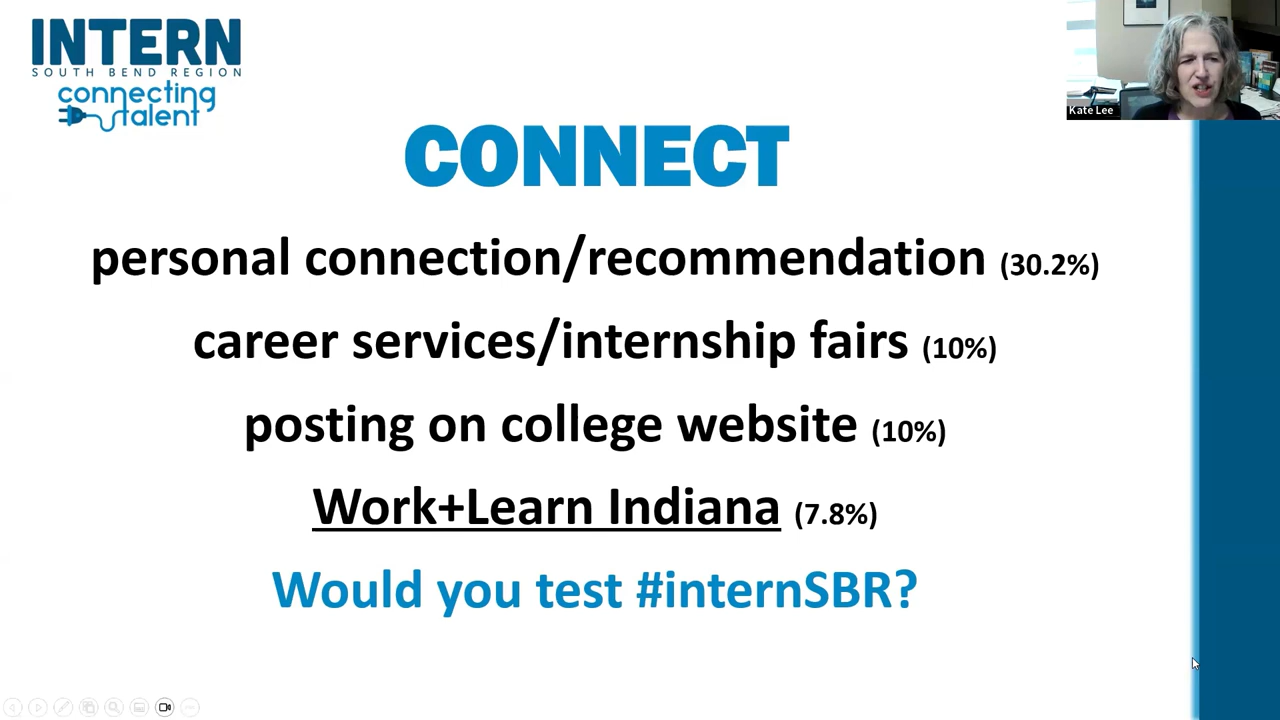 INTERN
SOUTH BEND REGION
connecting
talent
Kate Lee
CONNECT
personal connection/recommendation (30.2%)
career services/internship fairs (10%)
posting on college website (10%)
Work+Learn Indiana (7.8%)
Would you test #internSBR?